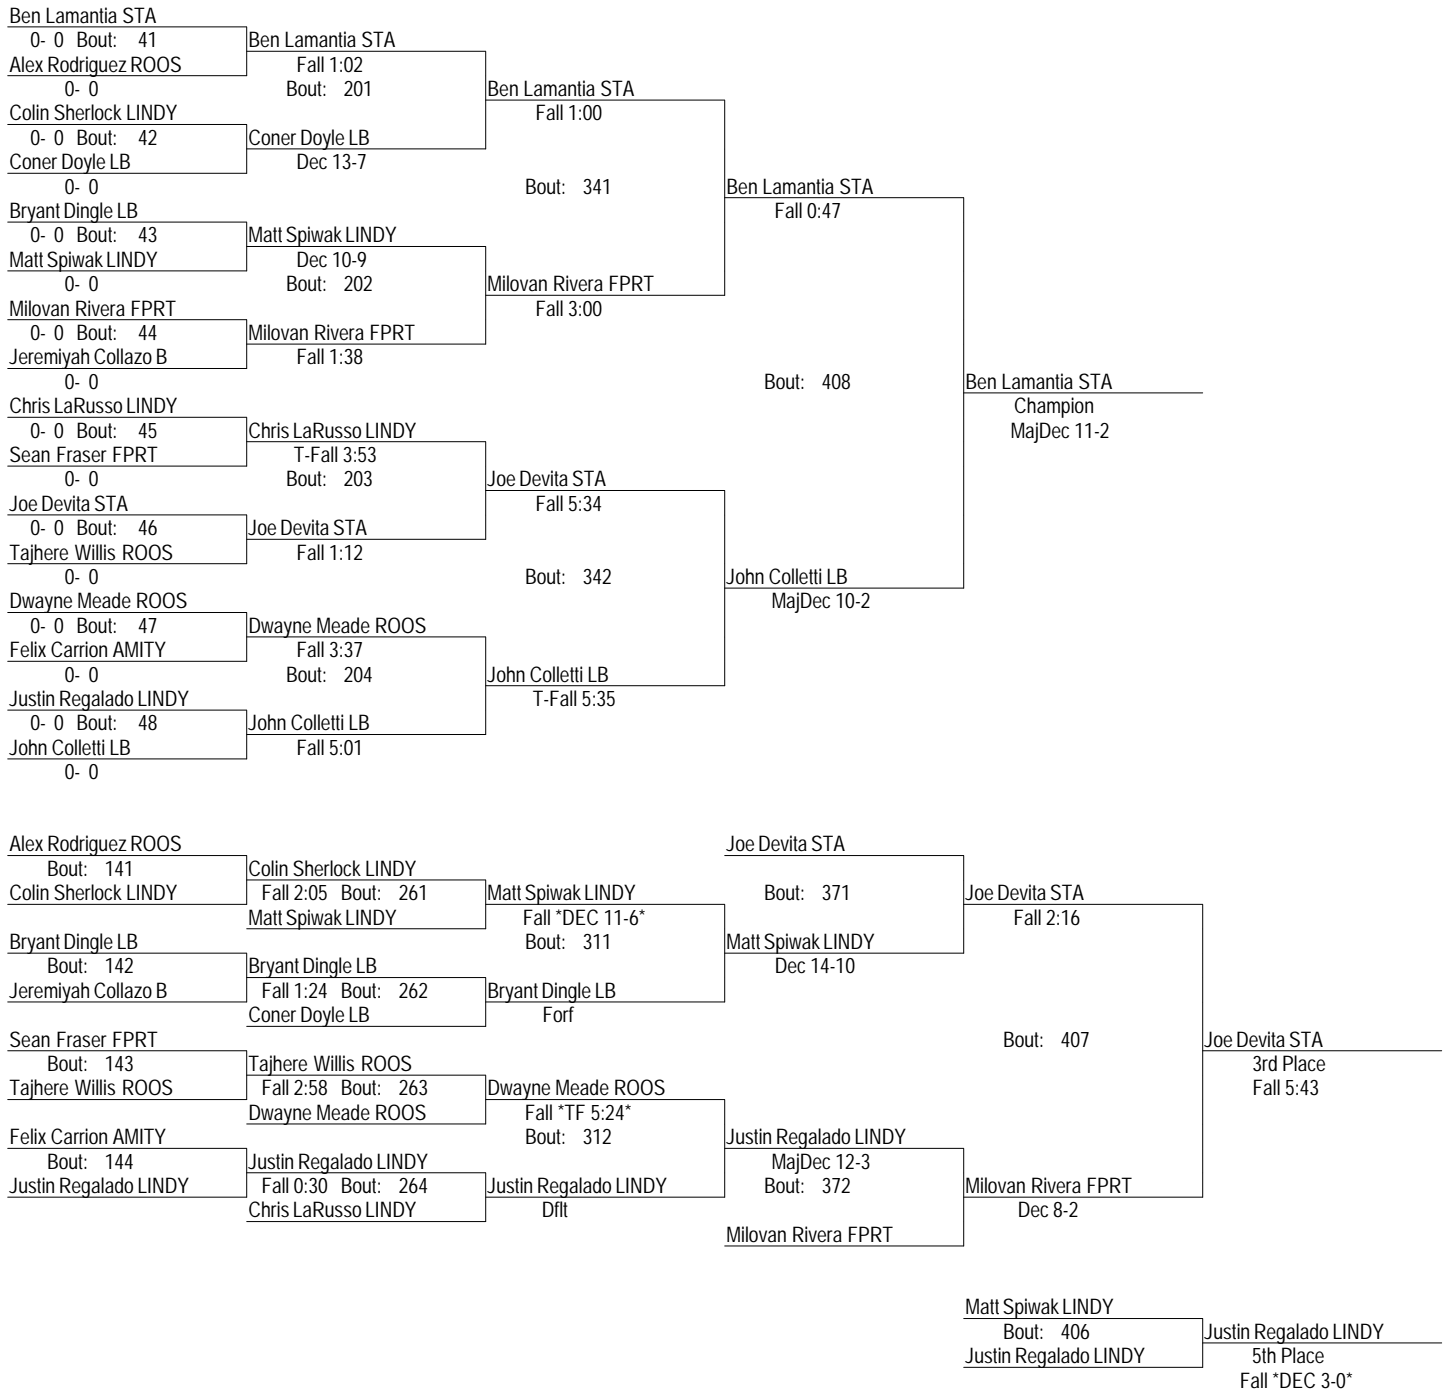 Ben Lamantia STA
0- 0 Bout: 41
Ben Lamantia STA
Alex Rodriguez ROOS
Fall 1:02
0- 0
Bout: 201
Ben Lamantia STA
Colin Sherlock LINDY
Fall 1:00
0- 0 Bout: 42
Coner Doyle LB
Coner Doyle LB
Dec 13-7
0- 0
Bout: 341
Ben Lamantia STA
Bryant Dingle LB
Fall 0:47
0- 0 Bout: 43
Matt Spiwak LINDY
Matt Spiwak LINDY
Dec 10-9
0- 0
Bout: 202
Milovan Rivera FPRT
Milovan Rivera FPRT
Fall 3:00
0- 0 Bout: 44
Milovan Rivera FPRT
Jeremiyah Collazo B
Fall 1:38
0- 0
Bout: 408
Ben Lamantia STA
Chris LaRusso LINDY
Champion
0- 0 Bout: 45
Chris LaRusso LINDY
MajDec 11-2
Sean Fraser FPRT
T-Fall 3:53
0- 0
Bout: 203
Joe Devita STA
Joe Devita STA
Fall 5:34
0- 0 Bout: 46
Joe Devita STA
Tajhere Willis ROOS
Fall 1:12
0- 0
Bout: 342
John Colletti LB
Dwayne Meade ROOS
MajDec 10-2
0- 0 Bout: 47
Dwayne Meade ROOS
Felix Carrion AMITY
Fall 3:37
0- 0
Bout: 204
John Colletti LB
Justin Regalado LINDY
T-Fall 5:35
0- 0 Bout: 48
John Colletti LB
John Colletti LB
Fall 5:01
0- 0
Alex Rodriguez ROOS
Joe Devita STA
Bout: 141
Colin Sherlock LINDY
Colin Sherlock LINDY
Fall 2:05 Bout: 261
Matt Spiwak LINDY
Bout: 371
Joe Devita STA
Matt Spiwak LINDY
Fall *DEC 11-6*
Fall 2:16
Bryant Dingle LB
Bout: 311
Matt Spiwak LINDY
Bout: 142
Bryant Dingle LB
Dec 14-10
Jeremiyah Collazo B
Fall 1:24 Bout: 262
Bryant Dingle LB
Coner Doyle LB
Forf
Sean Fraser FPRT
Bout: 407
Joe Devita STA
Bout: 143
Tajhere Willis ROOS
3rd Place
Tajhere Willis ROOS
Fall 2:58 Bout: 263
Dwayne Meade ROOS
Fall 5:43
Dwayne Meade ROOS
Fall *TF 5:24*
Felix Carrion AMITY
Bout: 312
Justin Regalado LINDY
Bout: 144
Justin Regalado LINDY
MajDec 12-3
Justin Regalado LINDY
Fall 0:30 Bout: 264
Justin Regalado LINDY
Bout: 372
Milovan Rivera FPRT
Chris LaRusso LINDY
Dflt
Dec 8-2
Milovan Rivera FPRT
Matt Spiwak LINDY
Bout: 406
Justin Regalado LINDY
Justin Regalado LINDY
5th Place
Fall *DEC 3-0*